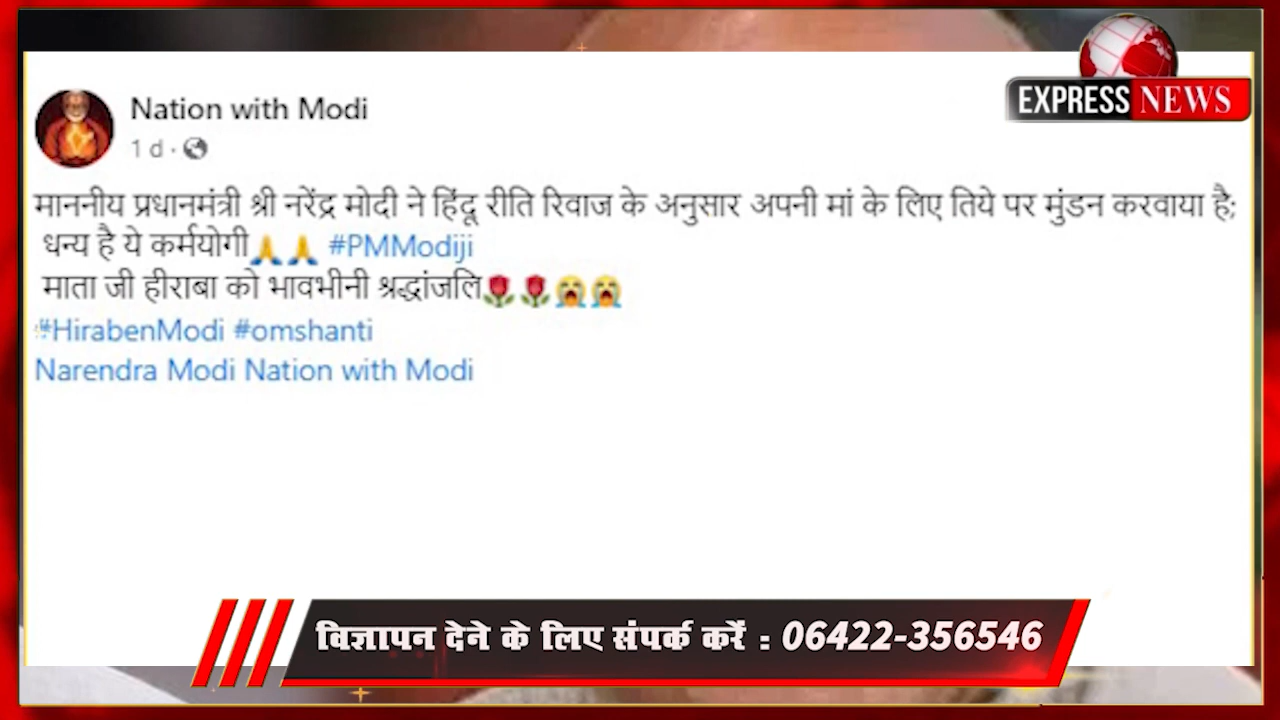 EXPRESS NEWS
Nation with Modi
1 d ·
माननीय प्रधानमंत्री श्री नरेंद्र मोदी ने हिंदू रीति रिवाज के अनुसार अपनी मां के लिए तिये पर मुंडन करवाया है;
धन्य है ये कर्मयोगी🙏🙏 #PMModiji
माता जी हीराबा को भावभीनी श्रद्धांजलि🌹🌹😭😭
#HirabenModi #omshanti
Narendra Modi Nation with Modi
विज्ञापन देने के लिए संपर्क करें : 06422-356546